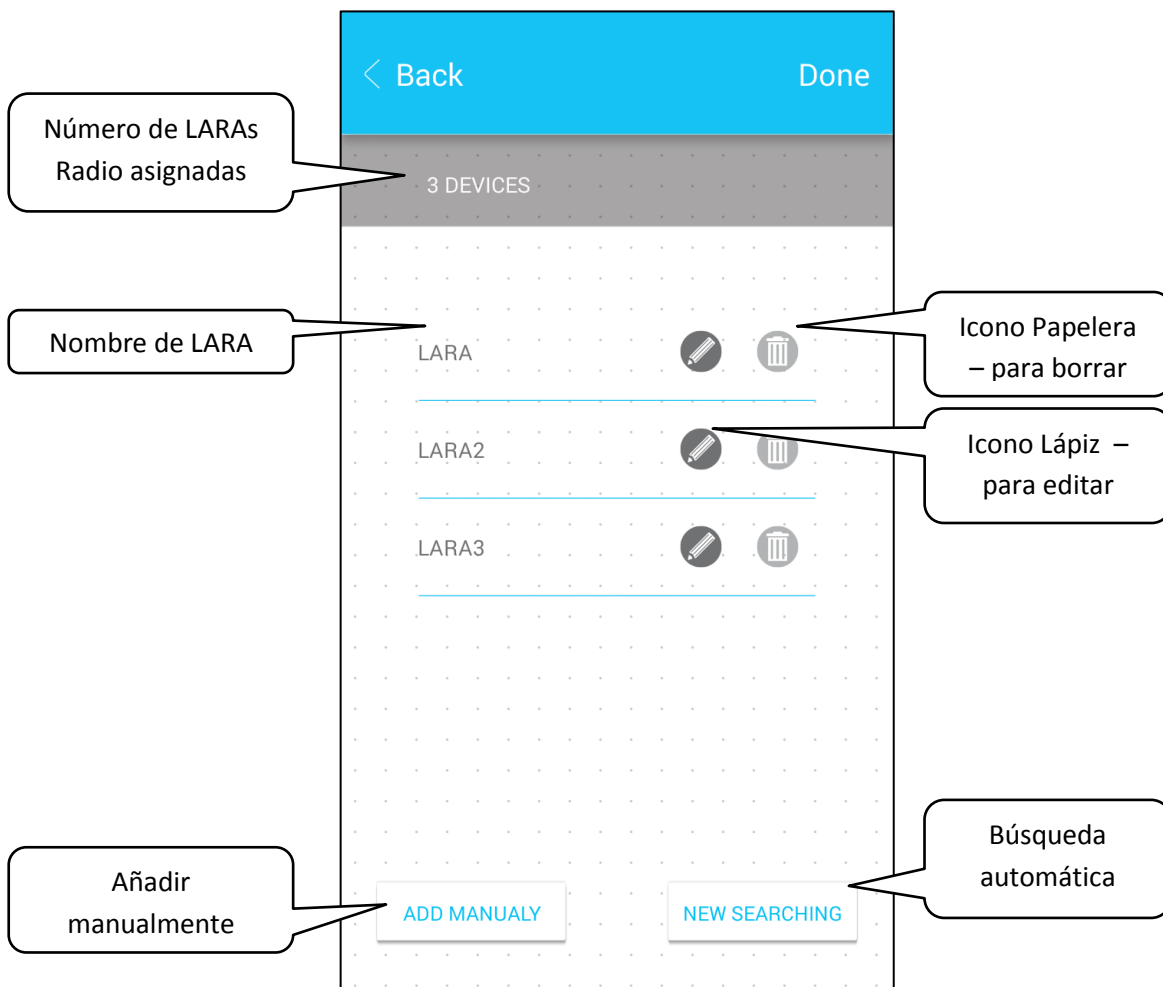 Back
Done
Número de LARAs
Radio asignadas
3 DEVICES
Nombre de LARA
LARA
Icono Papelera
– para borrar
LARA2
Icono Lápiz –
para editar
LARA3
Añadir
manualmente
ADD MANUALY
NEW SEARCHING
Búsqueda
automática